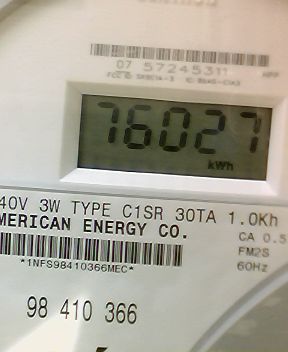 07 57245311
76027
kWh
40V 3W TYPE C1SR 30TA 1.0Kh
MERICAN ENERGY CO.
CA 0.5
*1NFS98410366MEC*
FM2S
60Hz
98 410 366